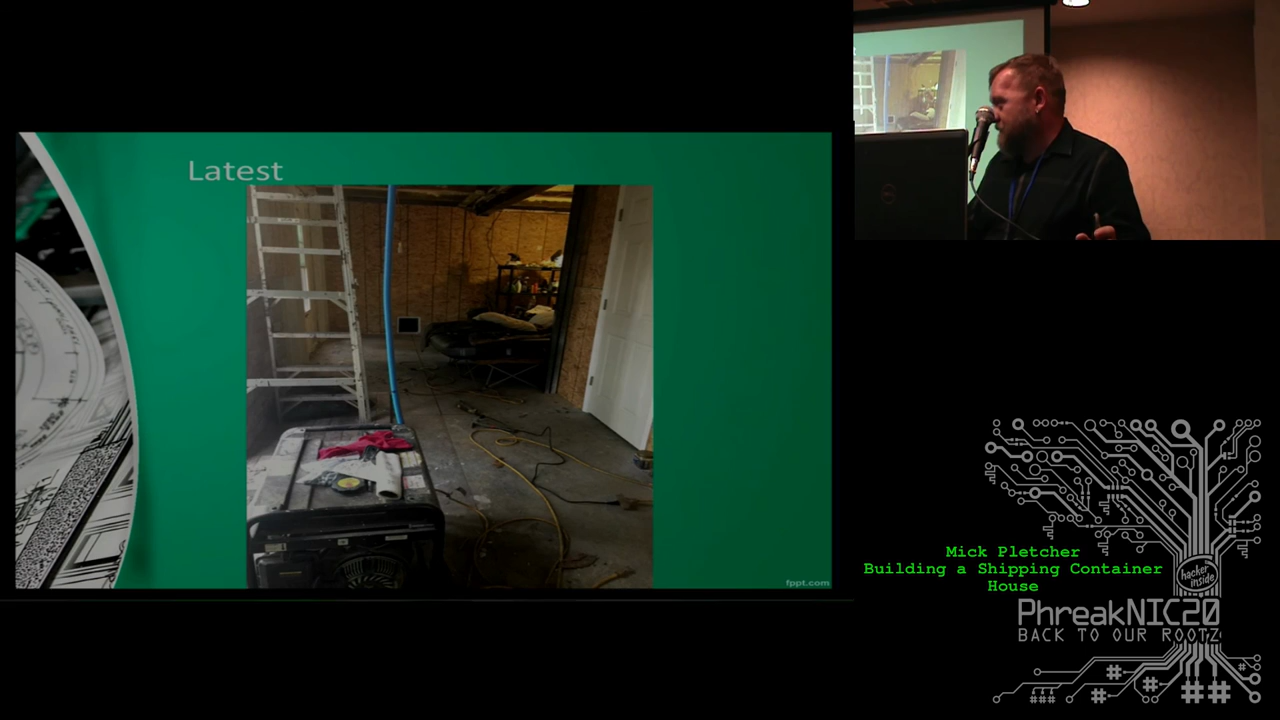 Latest
fppt.com
Mick Pletcher
Building a Shipping Container
House
hacker
inside
PhreakNIC20
BACK TO OUR ROOTZ